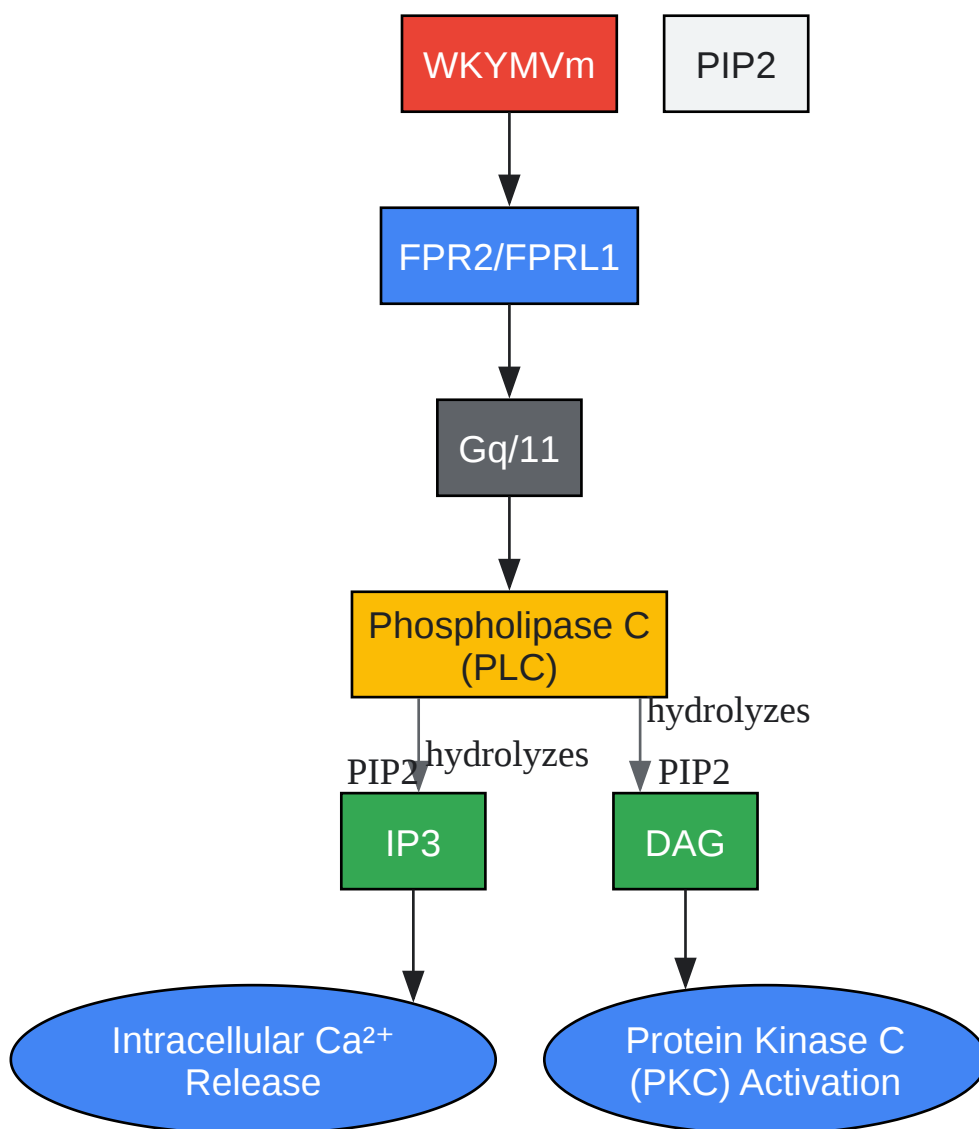 WKYMVm
PIP2
FPR2/FPRL1
Gq/11
Phospholipase C
(PLC)
hydrolyzes
hydrolyzes
PIP2
PIP2
IP3
DAG
Intracellular Ca²⁺
Release
Protein Kinase C
(PKC) Activation